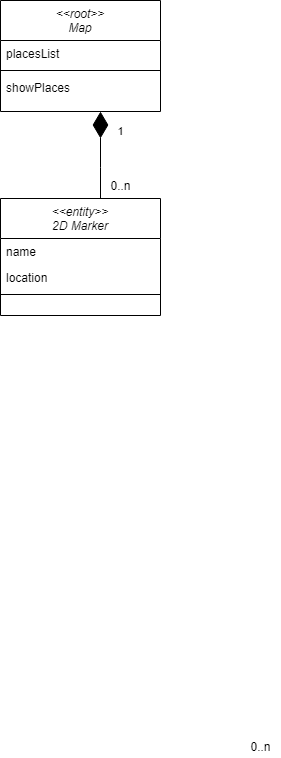 <<root>>
Map
placesList
showPlaces
1
0..n
<<entity>>
2D Marker
name
location
0..n